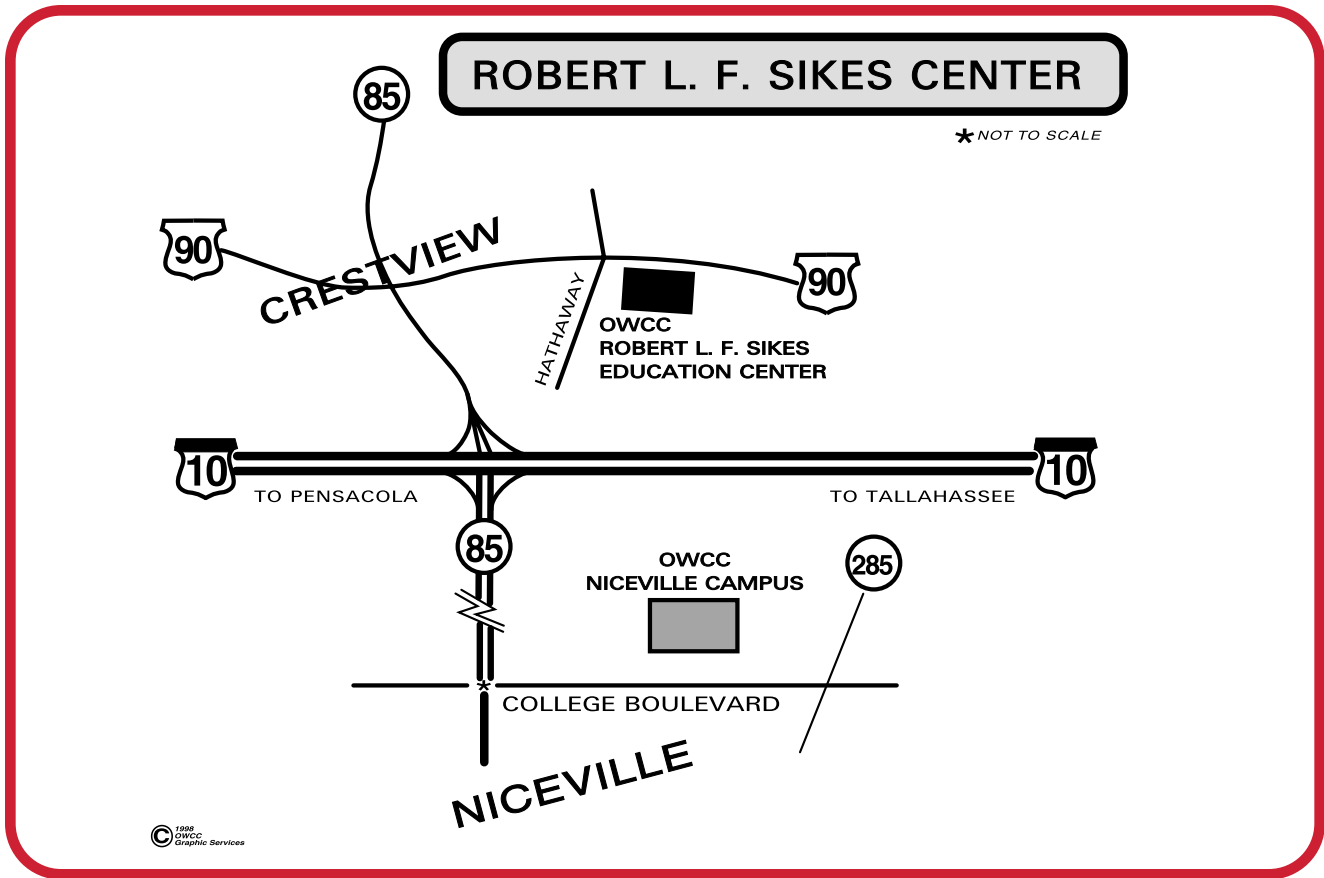 ROBERT L. F. SIKES CENTER
85
*NOT TO SCALE
CRESTVIEW
90
90
HATHAWAY
OWCC
ROBERT L. F. SIKES
EDUCATION CENTER
10
10
TO PENSACOLA
TO TALLAHASSEE
85
OWCC
NICEVILLE CAMPUS
285
*
COLLEGE BOULEVARD
NICEVILLE
© 1998
OWCC
Graphic Services